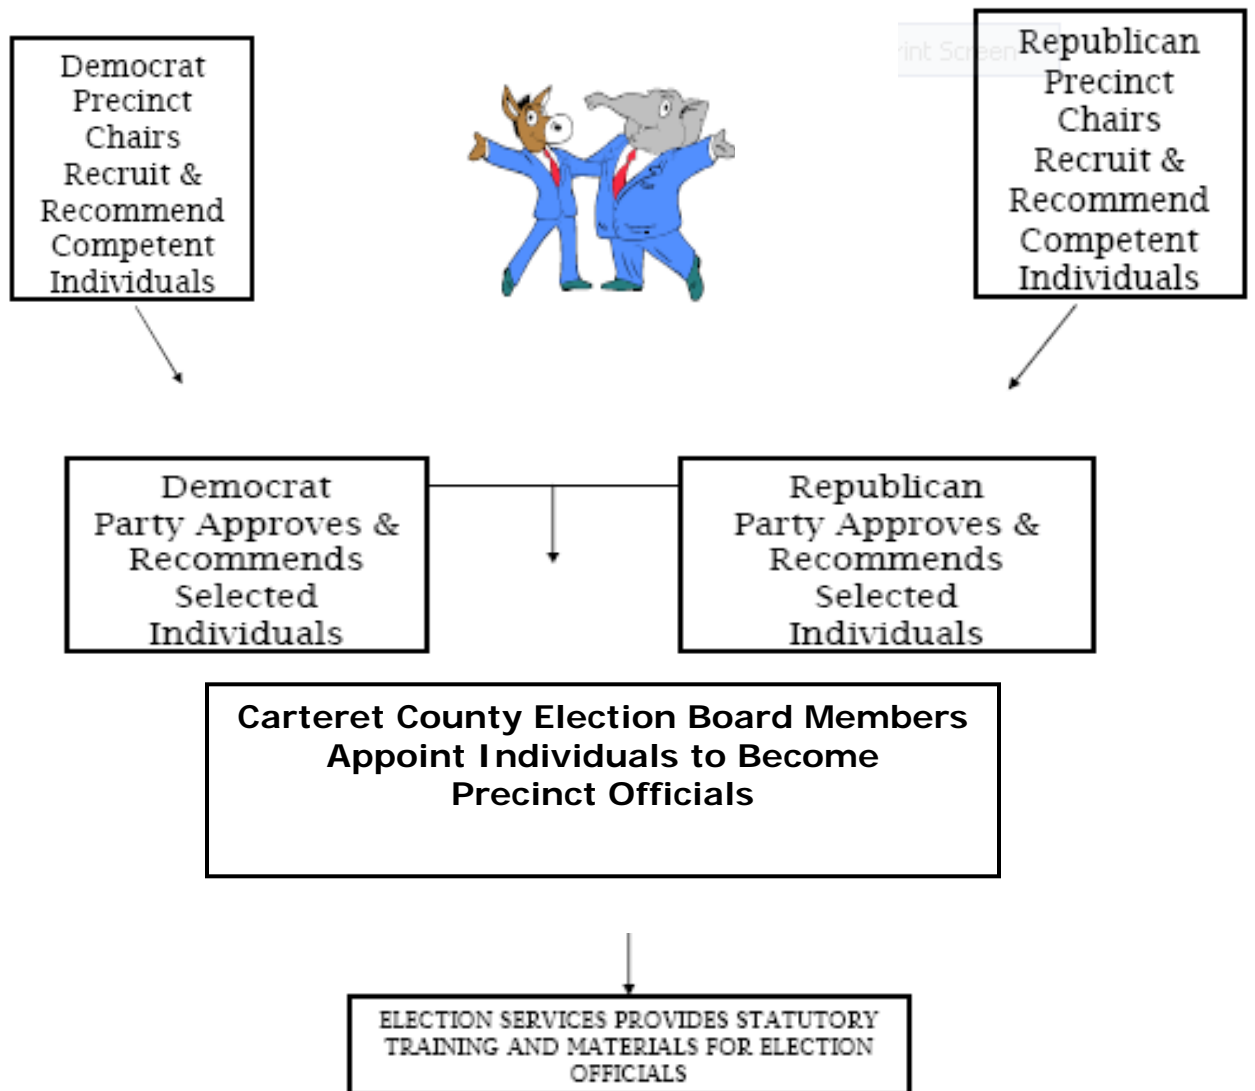 Democrat
Precinct
Chairs
Recruit &
Recommend
Competent
Individuals
int Screen
Republican
Precinct
Chairs
Recruit &
Recommend
Competent
Individuals
Democrat
Party Approves &
Recommends
Selected
Individuals
Republican
Party Approves &
Recommends
Selected
Individuals
Carteret County Election Board Members
Appoint Individuals to Become
Precinct Officials
ELECTION SERVICES PROVIDES STATUTORY
TRAINING AND MATERIALS FOR ELECTION
OFFICIALS